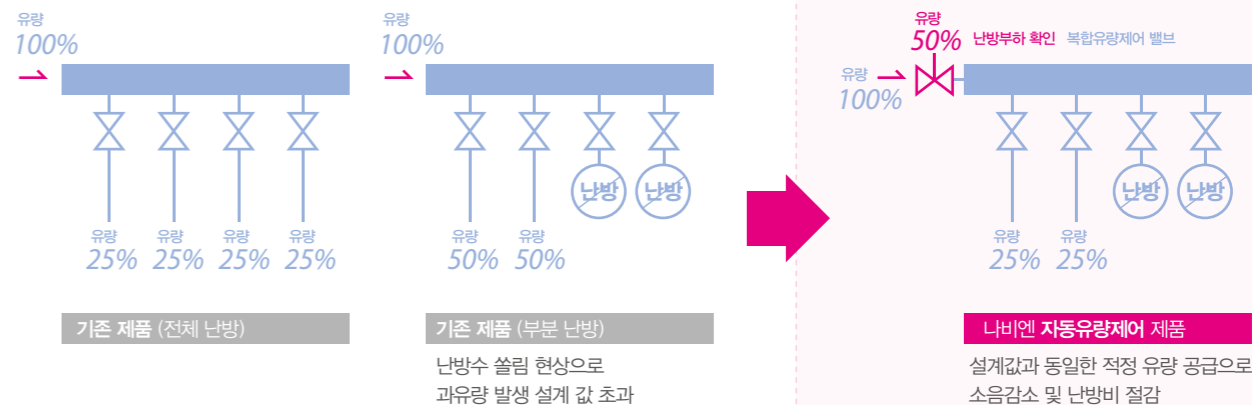 유량
100%
25% 25% 25% 25%
유량 유량 유량 유량
기존 제품 (전체 난방)
유량
100%
난방 난방
유량 유량
50% 50%
기존 제품 (부분 난방)
난방수 쏠림 현상으로
과유량 발생 설계 값 초과
유량
50% 난방부하 확인 복합유량제어 밸브
유량
100%
난방 난방
유량 유량
25% 25%
나비엔 자동유량제어 제품
설계값과 동일한 적정 유량 공급으로
소음감소 및 난방비 절감